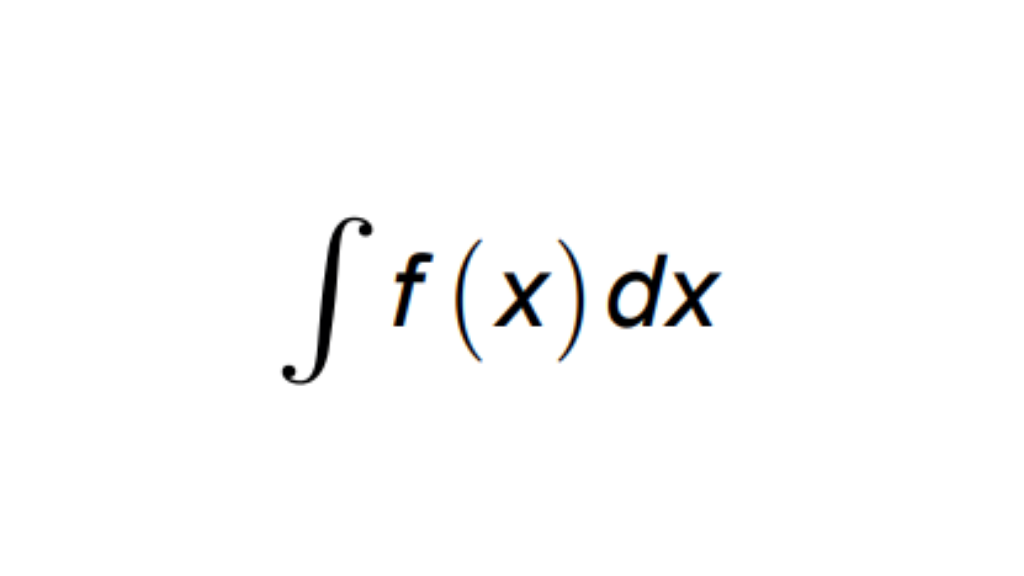 ∫ f (x) dx